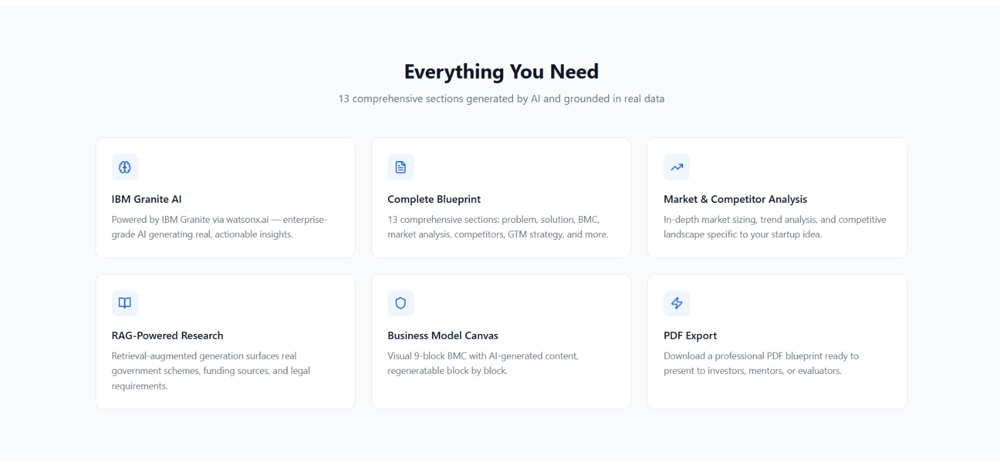 Everything You Need
13 comprehensive sections generated by AI and grounded in real data
IBM Granite AI
Powered by IBM Granite via watsonx.ai — enterprise-
grade AI generating real, actionable insights.
Complete Blueprint
13 comprehensive sections: problem, solution, BMC,
market analysis, competitors, GTM strategy, and more.
Market & Competitor Analysis
In-depth market sizing, trend analysis, and competitive
landscape specific to your startup idea.
RAG-Powered Research
Retrieval-augmented generation surfaces real
government schemes, funding sources, and legal
requirements.
Business Model Canvas
Visual 9-block BMC with AI-generated content,
regeneratable block by block.
PDF Export
Download a professional PDF blueprint ready to
present to investors, mentors, or evaluators.